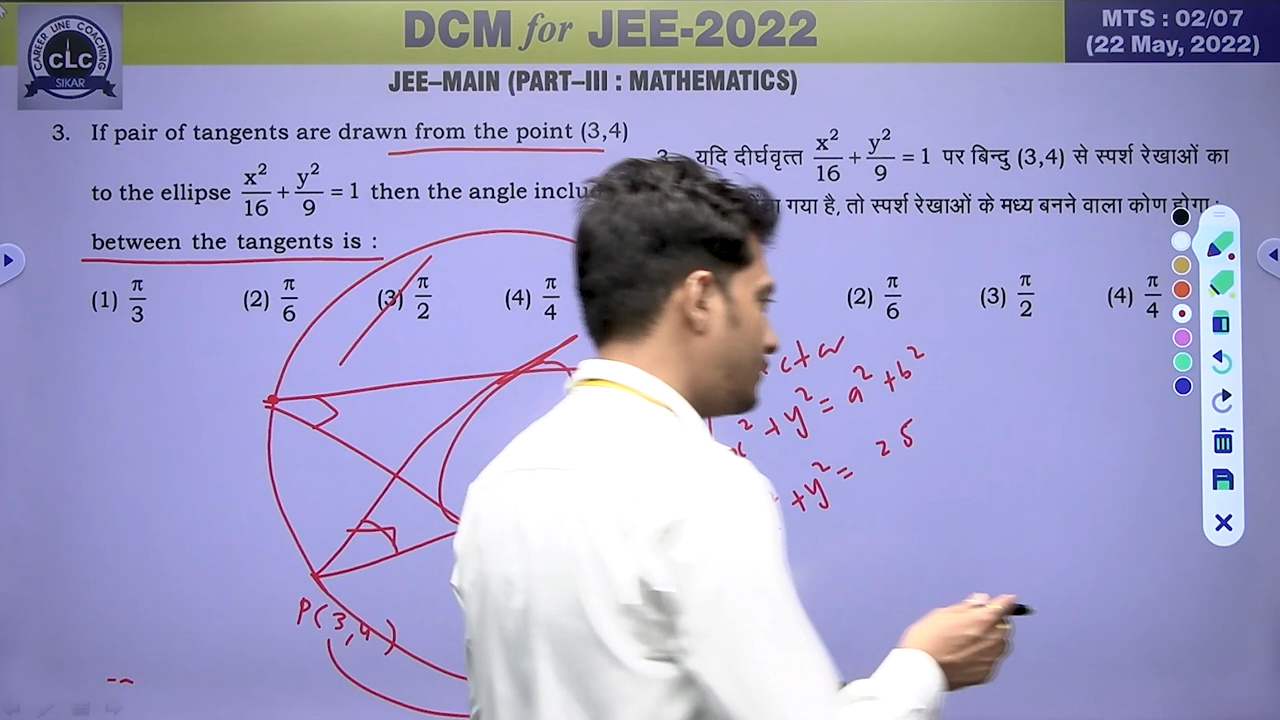 DCM for JEE-2022
MTS : 02/07
(22 May, 2022)
CAREER LINE COACHING
CLC
SIKAR
JEE–MAIN (PART–III : MATHEMATICS)
3. If pair of tangents are drawn from the point (3,4)
to the ellipse x²/16 + y²/9 = 1 then the angle inclu
between the tangents is :
(1) π/3 (2) π/6 (3) π/2 (4) π/4
3. यदि दीर्घवृत्त x²/16 + y²/9 = 1 पर बिन्दु (3,4) से स्पर्श रेखाओं का
गया है, तो स्पर्श रेखाओं के मध्य बनने वाला कोण होगा :
(2) π/6 (3) π/2 (4) π/4
x² + y² = a² + b²
+ y² = 25
P(3,4)